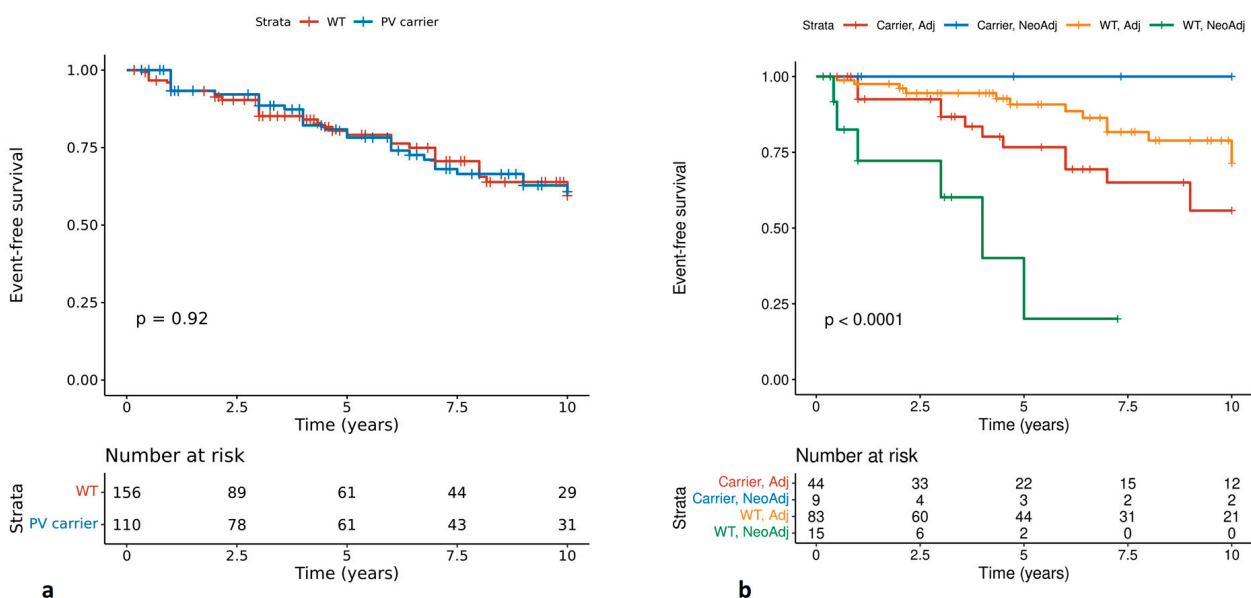 Strata WT PV carrier
Event-free survival
1.00
0.75
0.50
0.25
0.00
p = 0.92
0 2.5 5 7.5 10
Time (years)
Number at risk
Strata
WT 156 89 61 44 29
PV carrier 110 78 61 43 31
0 2.5 5 7.5 10
Time (years)
a
Strata Carrier, Adj Carrier, NeoAdj WT, Adj WT, NeoAdj
Event-free survival
1.00
0.75
0.50
0.25
0.00
p < 0.0001
0 2.5 5 7.5 10
Time (years)
Number at risk
Strata
Carrier, Adj 44 33 22 15 12
Carrier, NeoAdj 9 4 3 2 2
WT, Adj 83 60 44 31 21
WT, NeoAdj 15 6 2 0 0
0 2.5 5 7.5 10
Time (years)
b